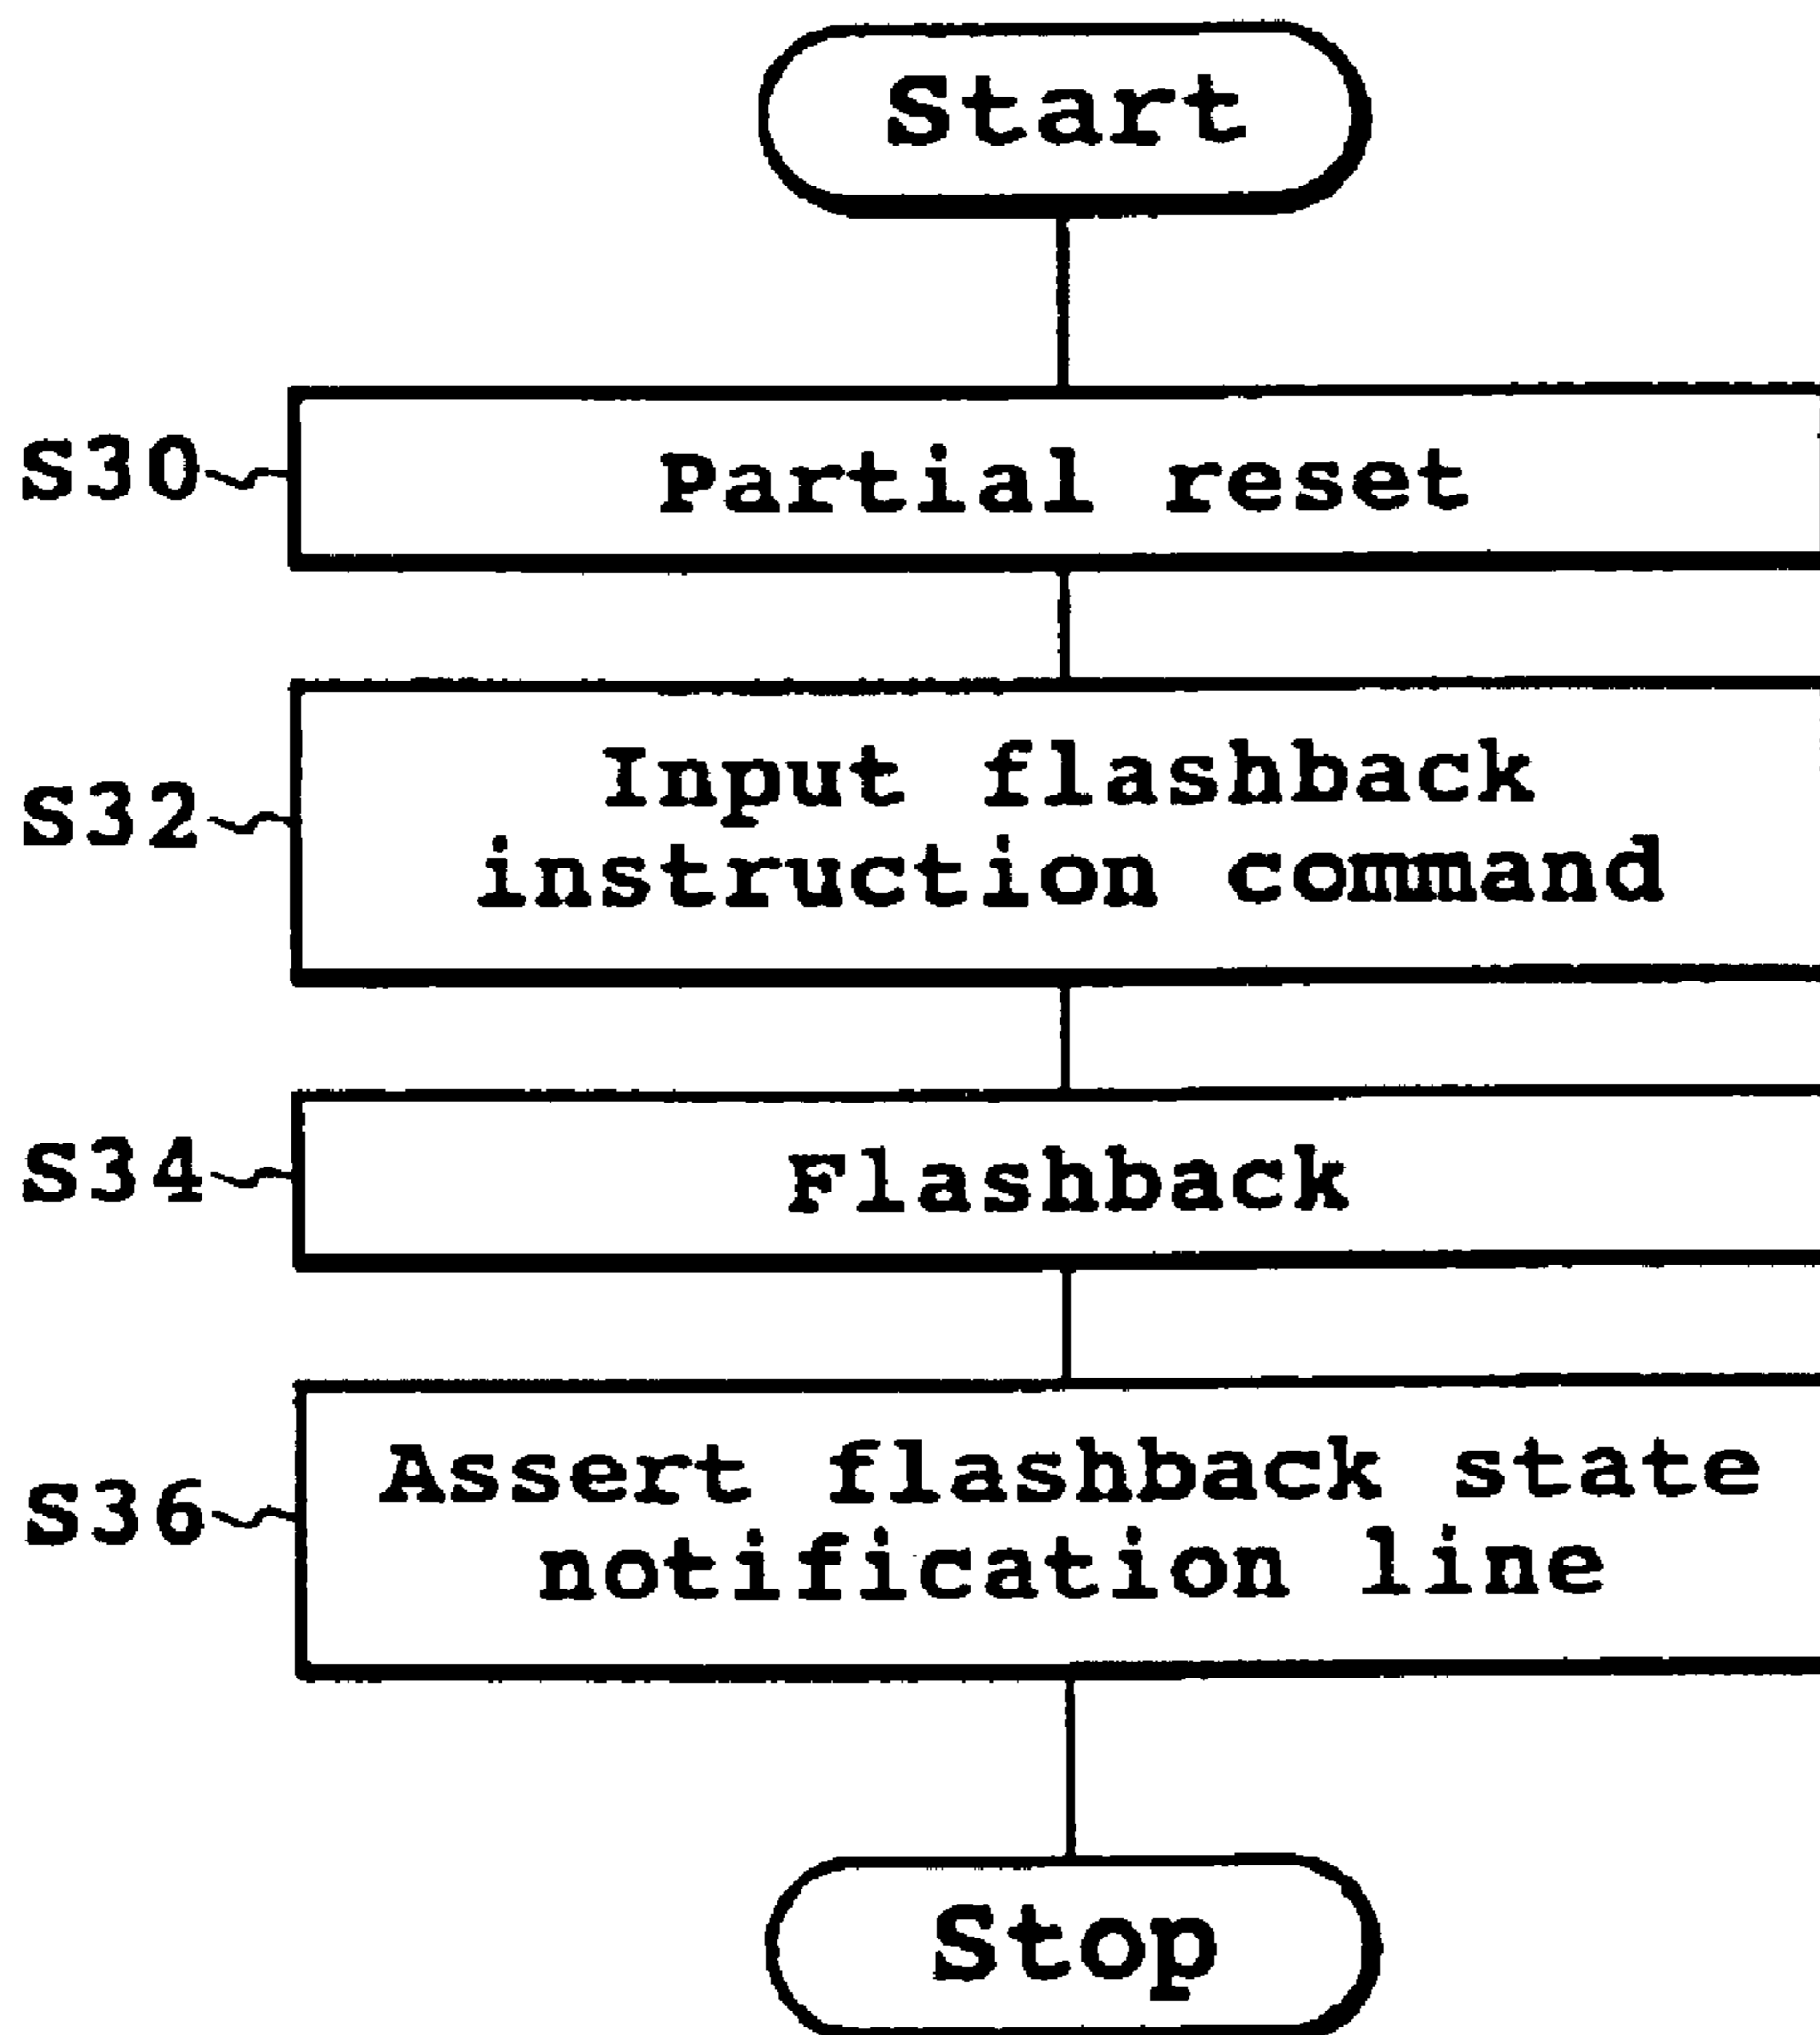 Start
S30
Partial reset
S32
Input flashback
instruction command
S34
Flashback
S36
Assert flashback state
notification line
Stop